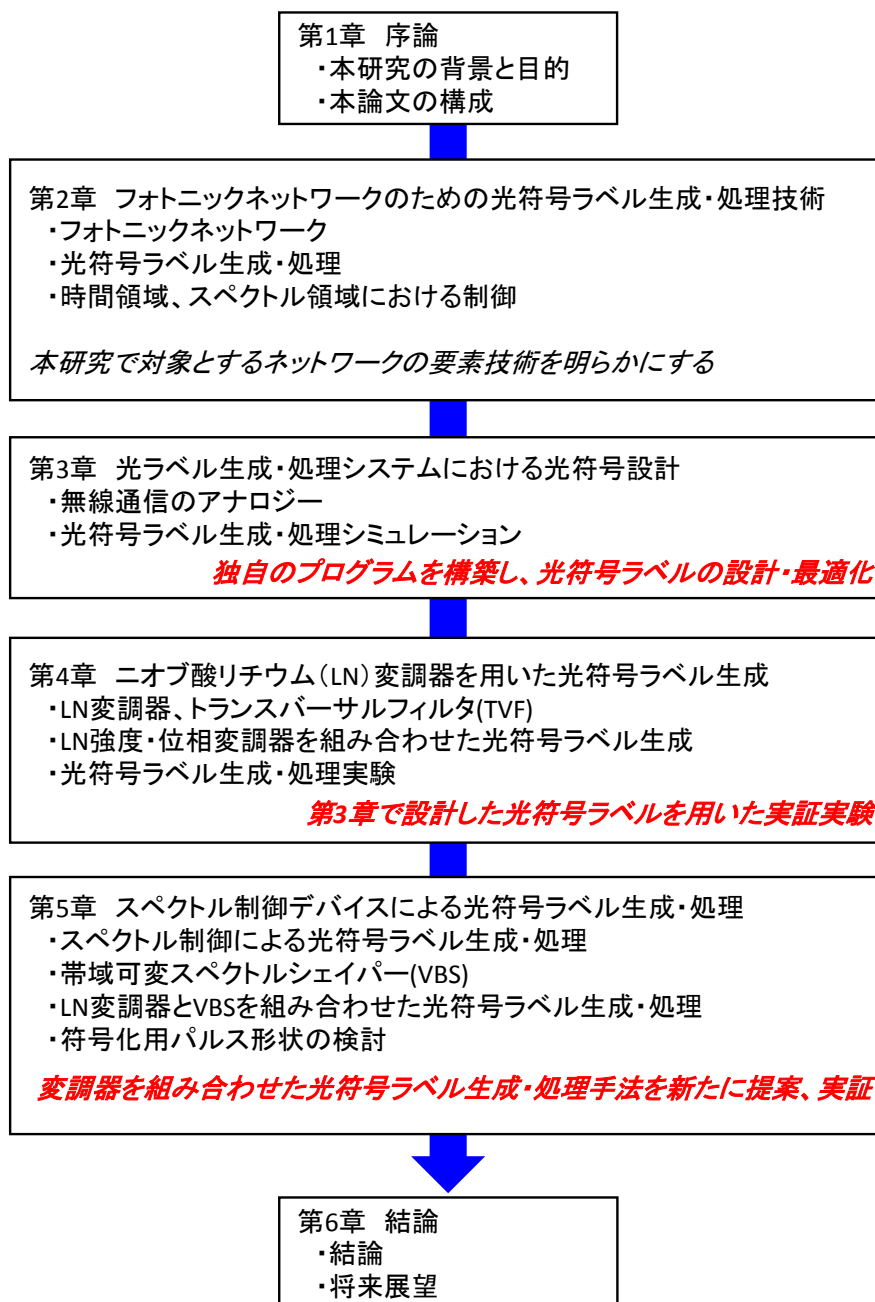 第1章 序論
・本研究の背景と目的
・本論文の構成
第2章 フォトニックネットワークのための光符号ラベル生成・処理技術
・フォトニックネットワーク
・光符号ラベル生成・処理
・時間領域、スペクトル領域における制御
本研究で対象とするネットワークの要素技術を明らかにする
第3章 光ラベル生成・処理システムにおける光符号設計
・無線通信のアナロジー
・光符号ラベル生成・処理シミュレーション
独自のプログラムを構築し、光符号ラベルの設計・最適化
第4章 ニオブ酸リチウム（LN）変調器を用いた光符号ラベル生成
・LN変調器、トランスバーサルフィルタ(TVF)
・LN強度・位相変調器を組み合わせた光符号ラベル生成
・光符号ラベル生成・処理実験
第3章で設計した光符号ラベルを用いた実証実験
第5章 スペクトル制御デバイスによる光符号ラベル生成・処理
・スペクトル制御による光符号ラベル生成・処理
・帯域可変スペクトルシェイパー(VBS)
・LN変調器とVBSを組み合わせた光符号ラベル生成・処理
・符号化用パルス形状の検討
変調器を組み合わせた光符号ラベル生成・処理手法を新たに提案、実証
第6章 結論
・結論
・将来展望